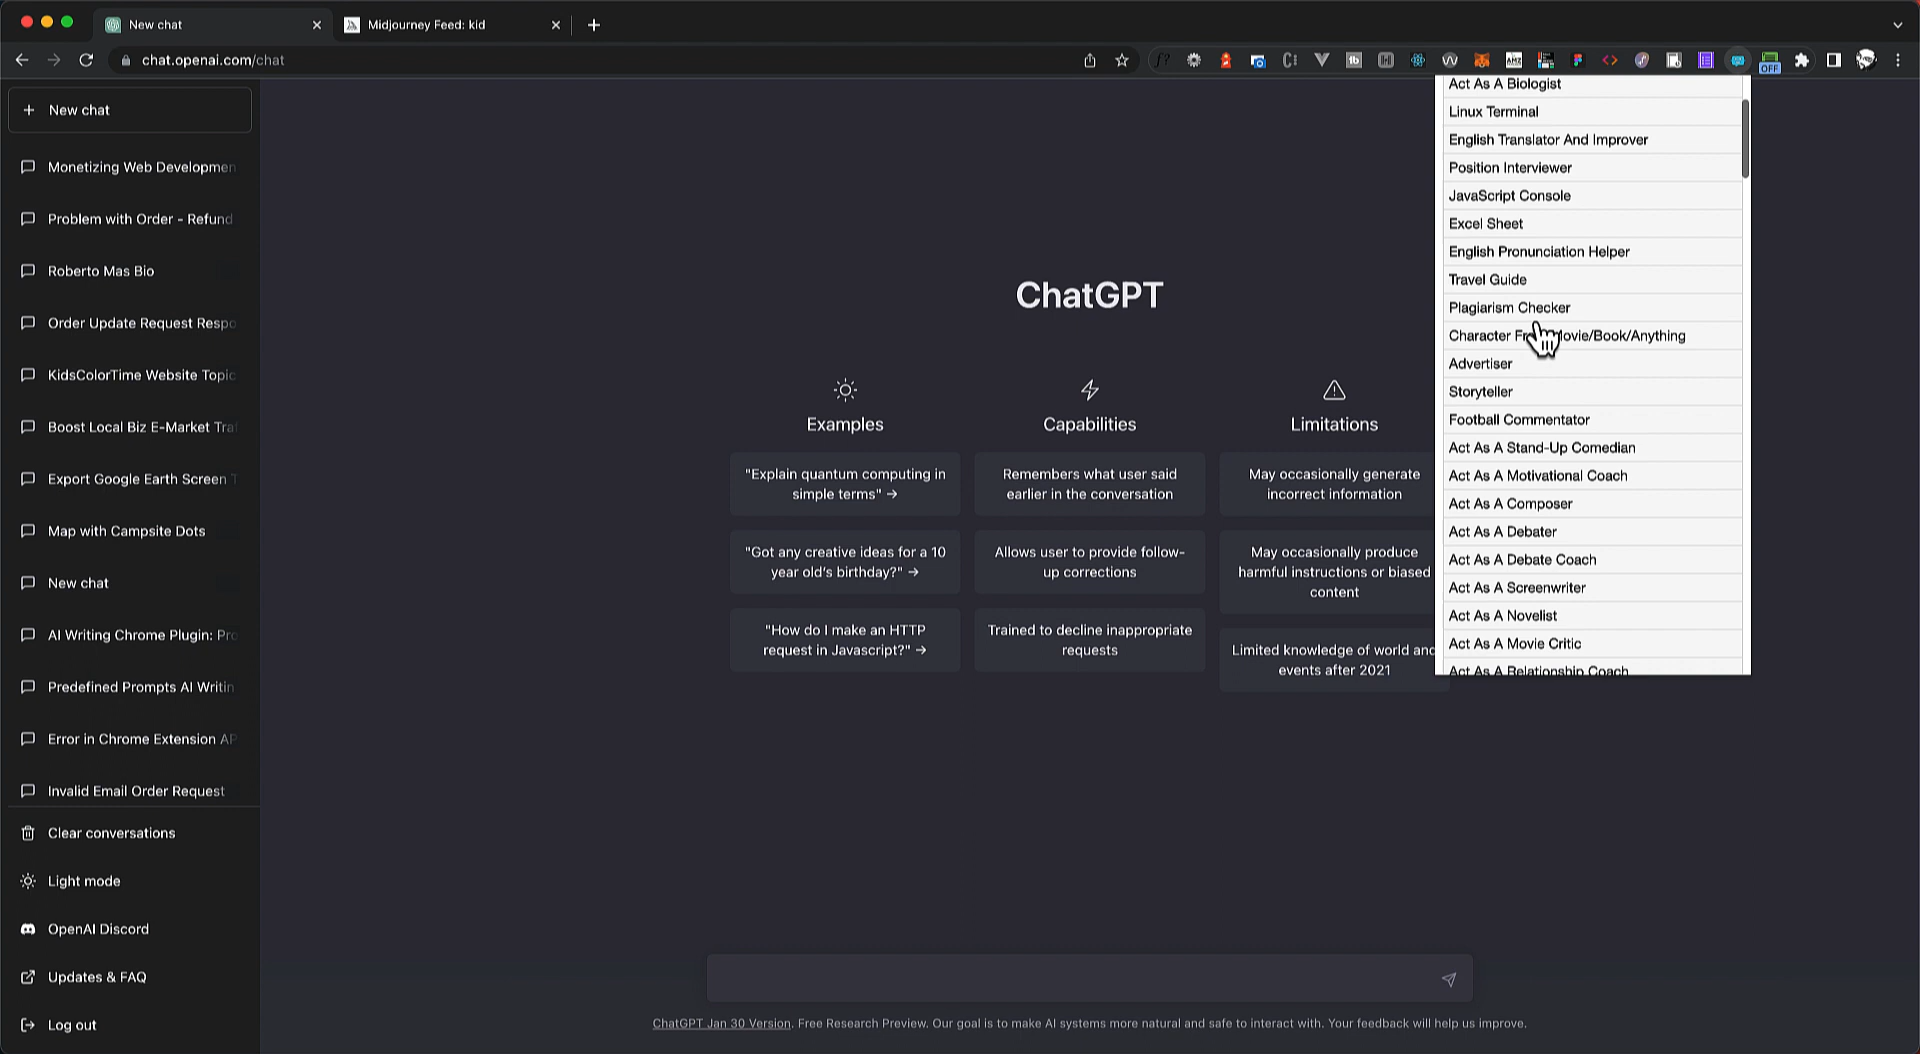 New chat
Midjourney Feed: kid
chat.openai.com/chat
OFF
New chat
Monetizing Web Developmen
Problem with Order - Refund
Roberto Mas Bio
Order Update Request Respo
KidsColorTime Website Topic
Boost Local Biz E-Market Tra
Export Google Earth Screen
Map with Campsite Dots
New chat
AI Writing Chrome Plugin: Pro
Predefined Prompts AI Writin
Error in Chrome Extension AP
Invalid Email Order Request
Clear conversations
Light mode
OpenAI Discord
Updates & FAQ
Log out
ChatGPT
Examples
"Explain quantum computing in
simple terms" →
"Got any creative ideas for a 10
year old's birthday?" →
"How do I make an HTTP
request in Javascript?" →
Capabilities
Remembers what user said
earlier in the conversation
Allows user to provide follow-
up corrections
Trained to decline inappropriate
requests
Limitations
May occasionally generate
incorrect information
May occasionally produce
harmful instructions or biased
content
Limited knowledge of world and
events after 2021
Act As A Biologist
Linux Terminal
English Translator And Improver
Position Interviewer
JavaScript Console
Excel Sheet
English Pronunciation Helper
Travel Guide
Plagiarism Checker
Character Movie/Book/Anything
Advertiser
Storyteller
Football Commentator
Act As A Stand-Up Comedian
Act As A Motivational Coach
Act As A Composer
Act As A Debater
Act As A Debate Coach
Act As A Screenwriter
Act As A Novelist
Act As A Movie Critic
Act As A Relationship Coach
ChatGPT Jan 30 Version. Free Research Preview. Our goal is to make AI systems more natural and safe to interact with. Your feedback will help us improve.